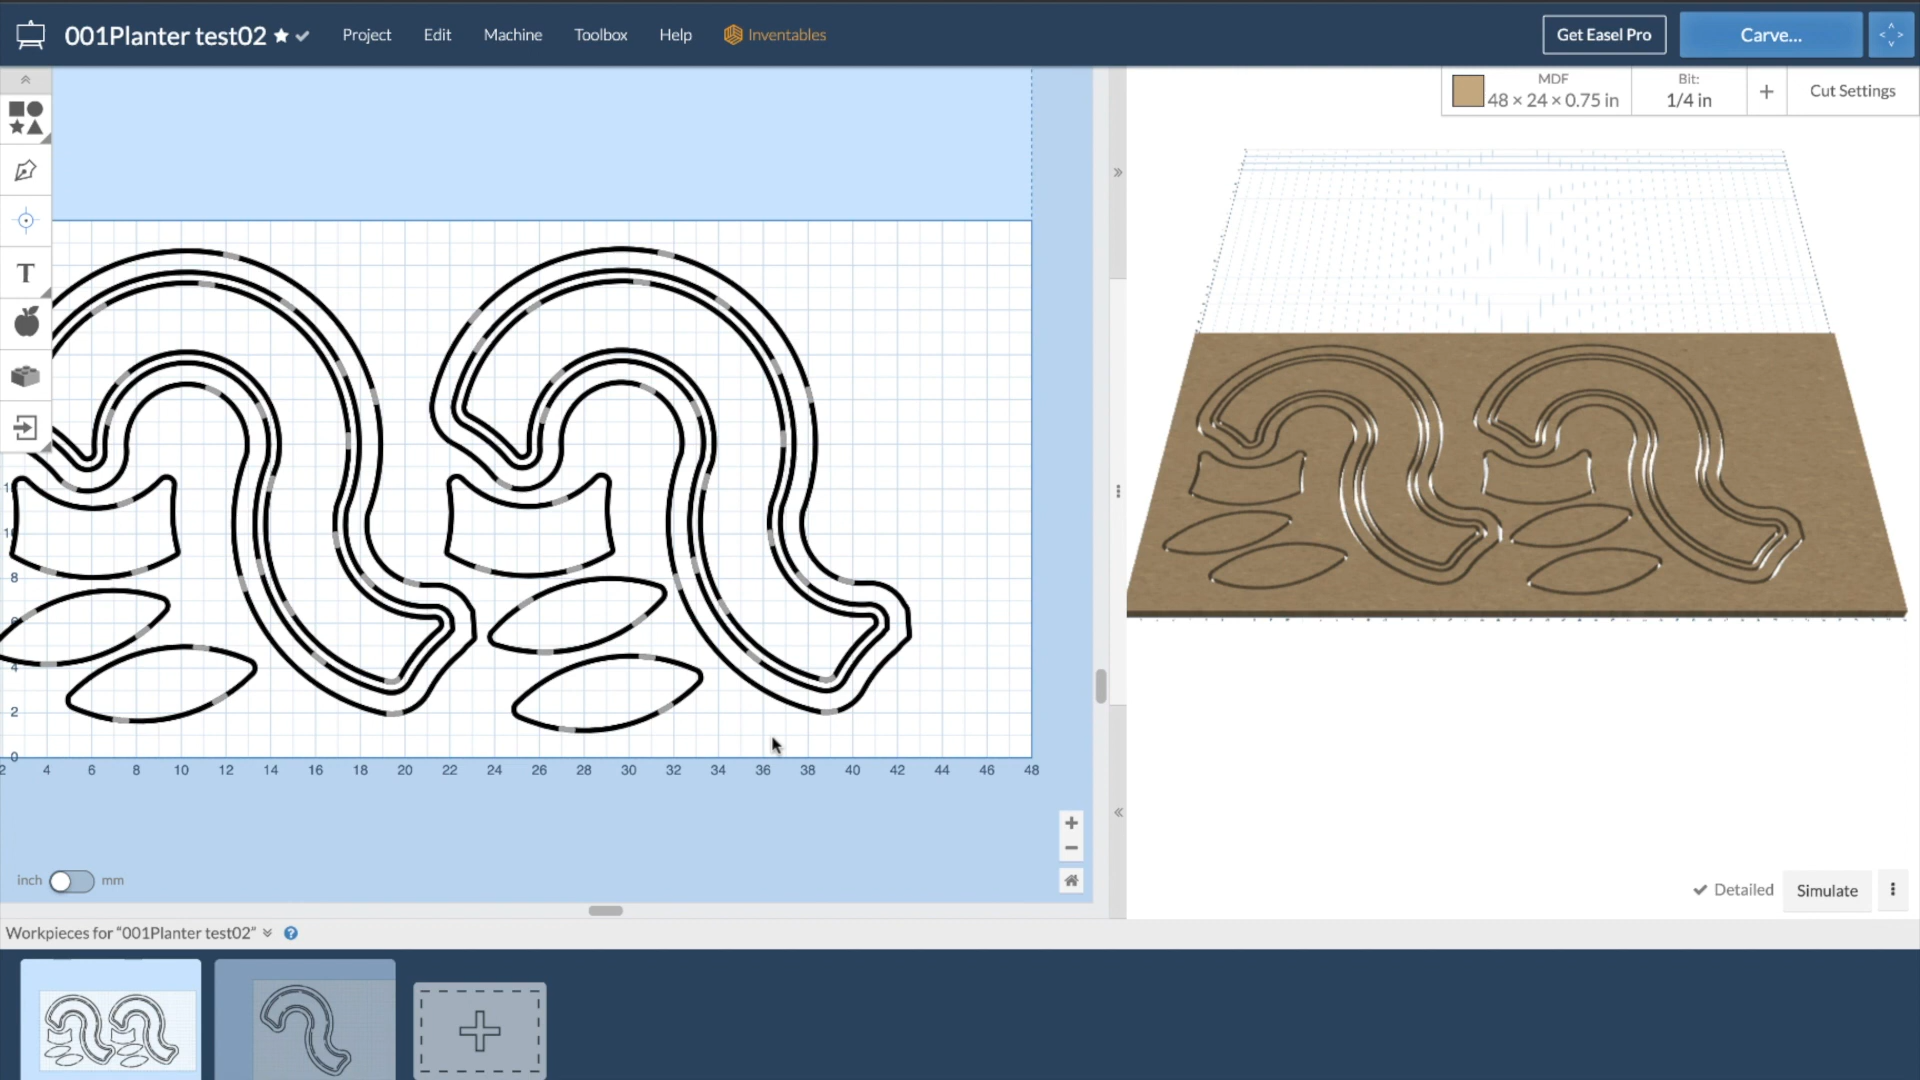 001Planter test02
Project
Edit
Machine
Toolbox
Help
Inventables
Get Easel Pro
Carve...
MDF
48 × 24 × 0.75 in
Bit:
1/4 in
+
Cut Settings
T
8
4
2
0
2 4 6 8 10 12 14 16 18 20 22 24 26 28 30 32 34 36 38 40 42 44 46 48
inch
mm
Detailed
Simulate
Workpieces for “001Planter test02”
?